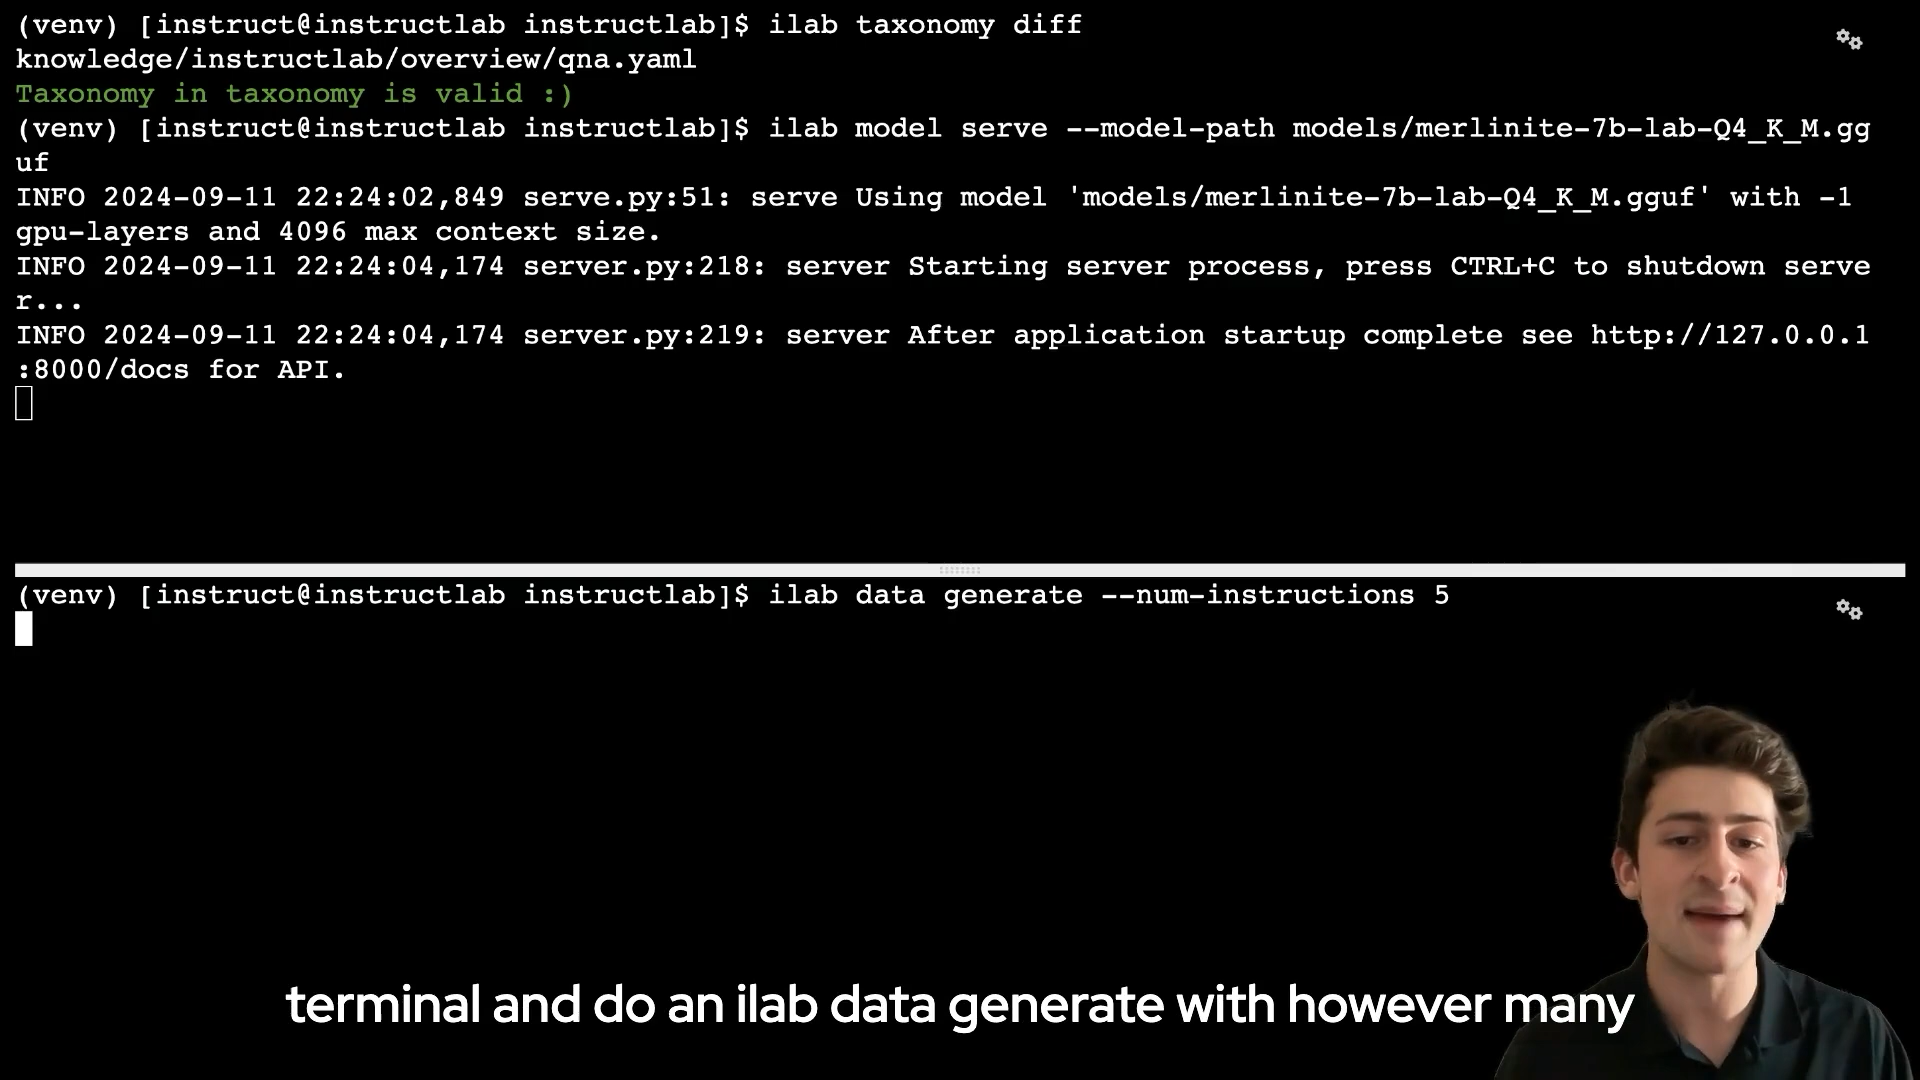 (venv) [instruct@instructlab instructlab]$ ilab taxonomy diff
knowledge/instructlab/overview/qna.yaml
Taxonomy in taxonomy is valid :)
(venv) [instruct@instructlab instructlab]$ ilab model serve --model-path models/merlinite-7b-lab-Q4_K_M.gg
uf
INFO 2024-09-11 22:24:02,849 serve.py:51: serve Using model 'models/merlinite-7b-lab-Q4_K_M.gguf' with -1
gpu-layers and 4096 max context size.
INFO 2024-09-11 22:24:04,174 server.py:218: server Starting server process, press CTRL+C to shutdown serve
r...
INFO 2024-09-11 22:24:04,174 server.py:219: server After application startup complete see http://127.0.0.1
:8000/docs for API.
(venv) [instruct@instructlab instructlab]$ ilab data generate --num-instructions 5
terminal and do an ilab data generate with however many